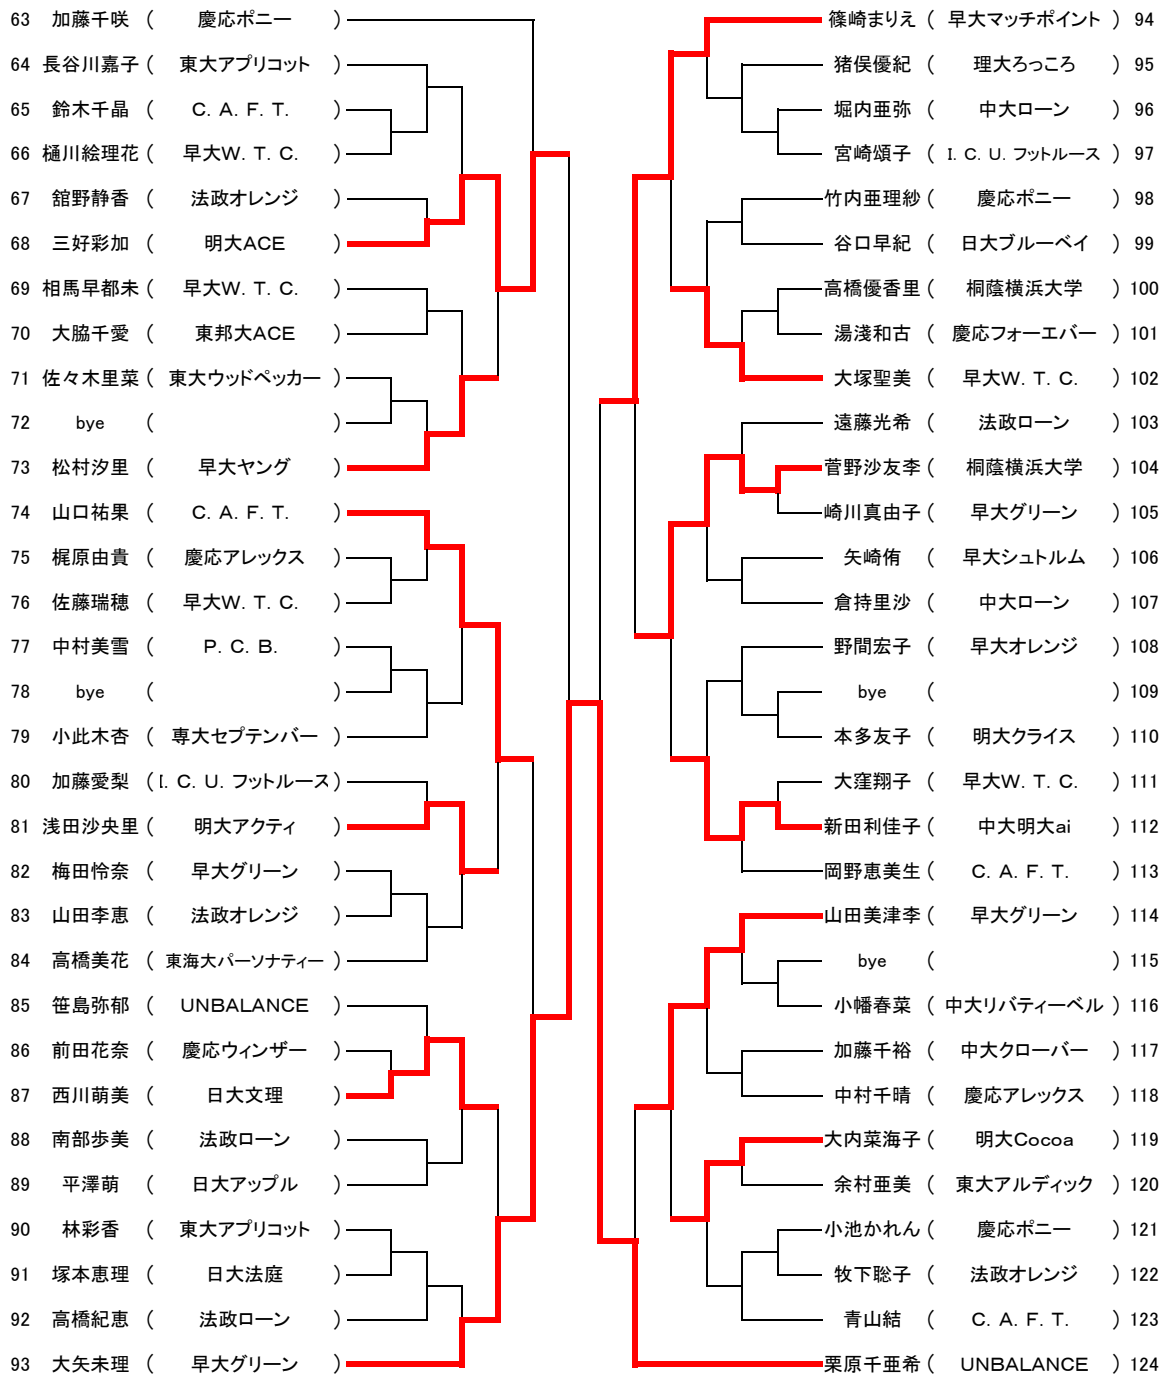 63 加藤千咲 ( 慶応ポニー )
64 長谷川嘉子 ( 東大アプリコット )
65 鈴木千晶 ( C. A. F. T. )
66 樋川絵理花 ( 早大W. T. C. )
67 舘野静香 ( 法政オレンジ )
68 三好彩加 ( 明大ACE )
69 相馬早都未 ( 早大W. T. C. )
70 大脇千愛 ( 東邦大ACE )
71 佐々木里菜 ( 東大ウッドペッカー )
72 bye ( )
73 松村汐里 ( 早大ヤング )
74 山口祐果 ( C. A. F. T. )
75 梶原由貴 ( 慶応アレックス )
76 佐藤瑞穂 ( 早大W. T. C. )
77 中村美雪 ( P. C. B. )
78 bye ( )
79 小此木杏 ( 専大セプテンバー )
80 加藤愛梨 ( I. C. U. フットルース )
81 浅田沙央里 ( 明大アクティ )
82 梅田怜奈 ( 早大グリーン )
83 山田李恵 ( 法政オレンジ )
84 高橋美花 ( 東海大パーソナティー )
85 笹島弥郁 ( UNBALANCE )
86 前田花奈 ( 慶応ウィンザー )
87 西川萌美 ( 日大文理 )
88 南部歩美 ( 法政ローン )
89 平澤萌 ( 日大アップル )
90 林彩香 ( 東大アプリコット )
91 塚本恵理 ( 日大法庭 )
92 高橋紀恵 ( 法政ローン )
93 大矢未理 ( 早大グリーン )
篠崎まりえ ( 早大マッチポイント ) 94
猪俣優紀 ( 理大ろっころ ) 95
堀内亜弥 ( 中大ローン ) 96
宮崎頌子 ( I. C. U. フットルース ) 97
竹内亜理紗 ( 慶応ポニー ) 98
谷口早紀 ( 日大ブルーベイ ) 99
高橋優香里 ( 桐蔭横浜大学 ) 100
湯淺和古 ( 慶応フォーエバー ) 101
大塚聖美 ( 早大W. T. C. ) 102
遠藤光希 ( 法政ローン ) 103
菅野沙友李 ( 桐蔭横浜大学 ) 104
崎川真由子 ( 早大グリーン ) 105
矢崎侑 ( 早大シュトルム ) 106
倉持里沙 ( 中大ローン ) 107
野間宏子 ( 早大オレンジ ) 108
bye ( ) 109
本多友子 ( 明大クライス ) 110
大窪翔子 ( 早大W. T. C. ) 111
新田利佳子 ( 中大明大ai ) 112
岡野恵美生 ( C. A. F. T. ) 113
山田美津李 ( 早大グリーン ) 114
bye ( ) 115
小幡春菜 ( 中大リバティーベル ) 116
加藤千裕 ( 中大クローバー ) 117
中村千晴 ( 慶応アレックス ) 118
大内菜海子 ( 明大Cocoa ) 119
余村亜美 ( 東大アルディック ) 120
小池かれん ( 慶応ポニー ) 121
牧下聡子 ( 法政オレンジ ) 122
青山結 ( C. A. F. T. ) 123
栗原千亜希 ( UNBALANCE ) 124